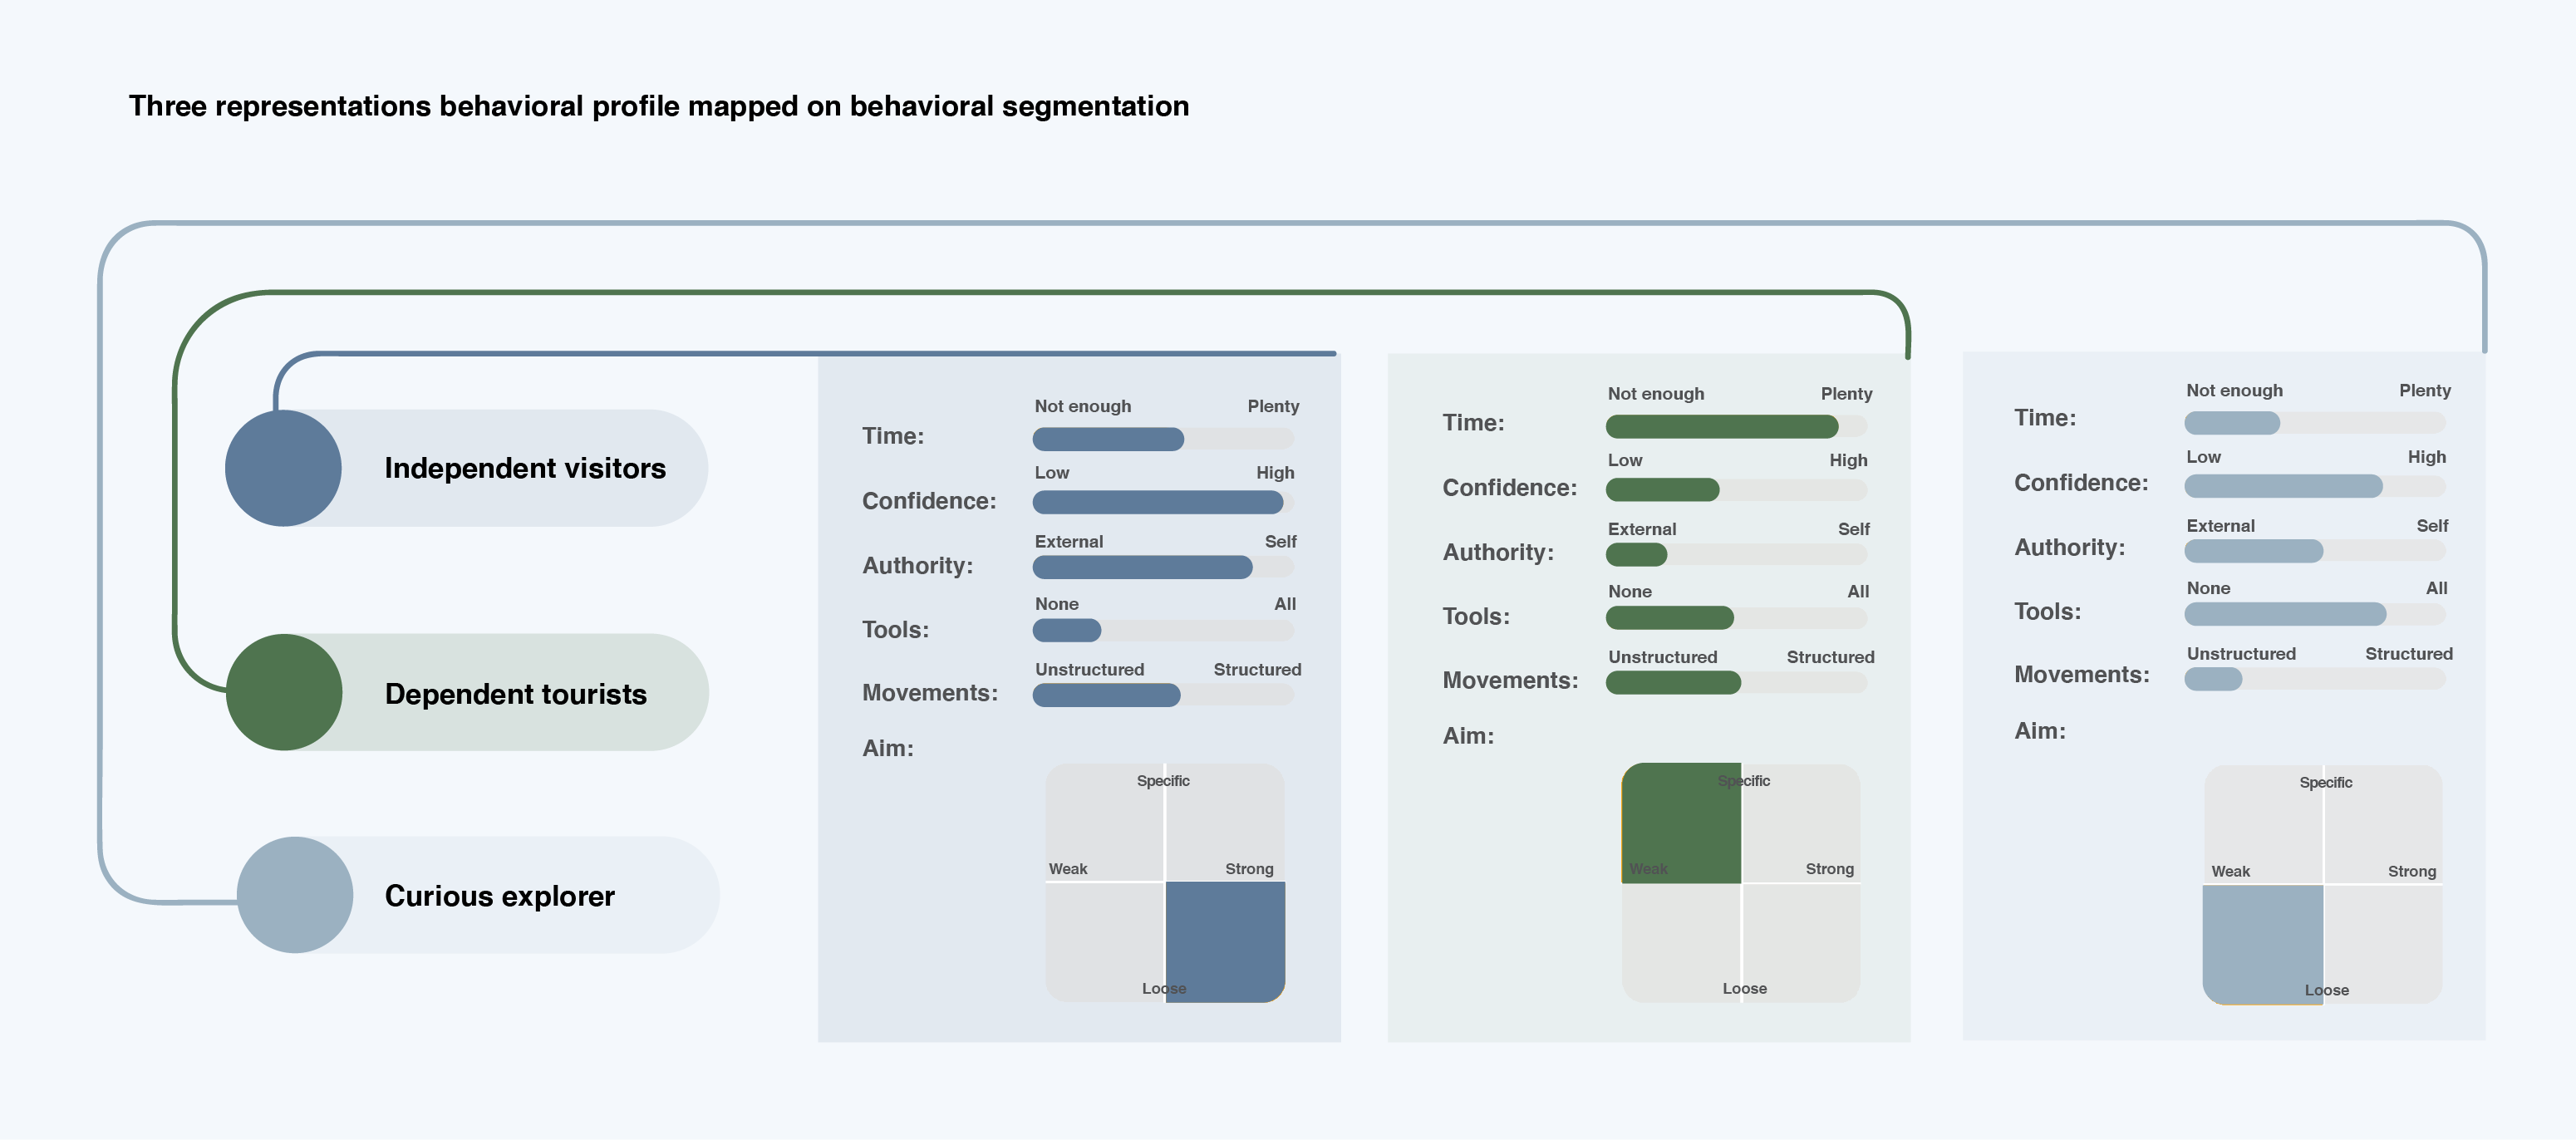 Three representations behavioral profile mapped on behavioral segmentation
Independent visitors
Dependent tourists
Curious explorer
Not enough Plenty
Time:
Low High
Confidence:
External Self
Authority:
None All
Tools:
Unstructured Structured
Movements:
Aim:
Specific
Weak Strong
Loose
Not enough Plenty
Time:
Low High
Confidence:
External Self
Authority:
None All
Tools:
Unstructured Structured
Movements:
Aim:
Specific
Weak Strong
Loose
Not enough Plenty
Time:
Low High
Confidence:
External Self
Authority:
None All
Tools:
Unstructured Structured
Movements:
Aim:
Specific
Weak Strong
Loose